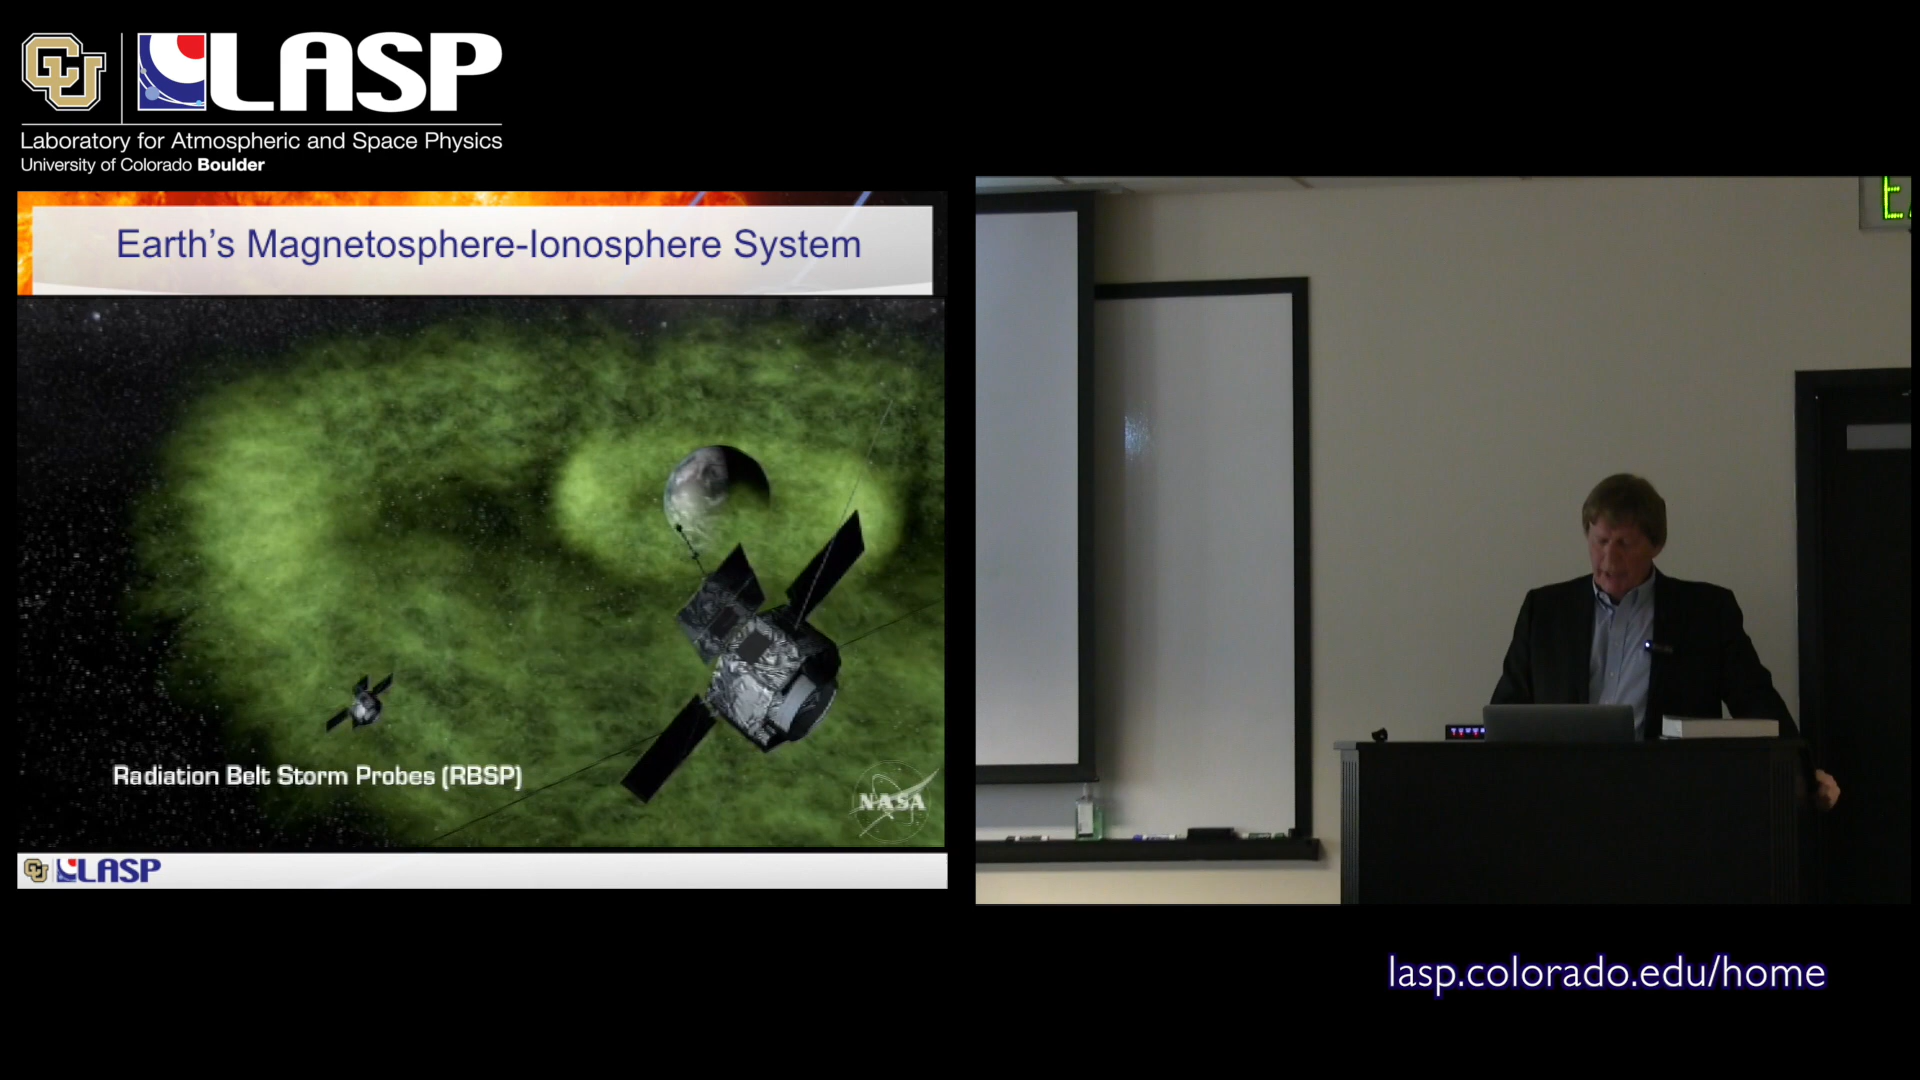 CU LASP
Laboratory for Atmospheric and Space Physics
University of Colorado Boulder
Earth's Magnetosphere-Ionosphere System
Radiation Belt Storm Probes (RBSP)
NASA
CU LASP
lasp.colorado.edu/home